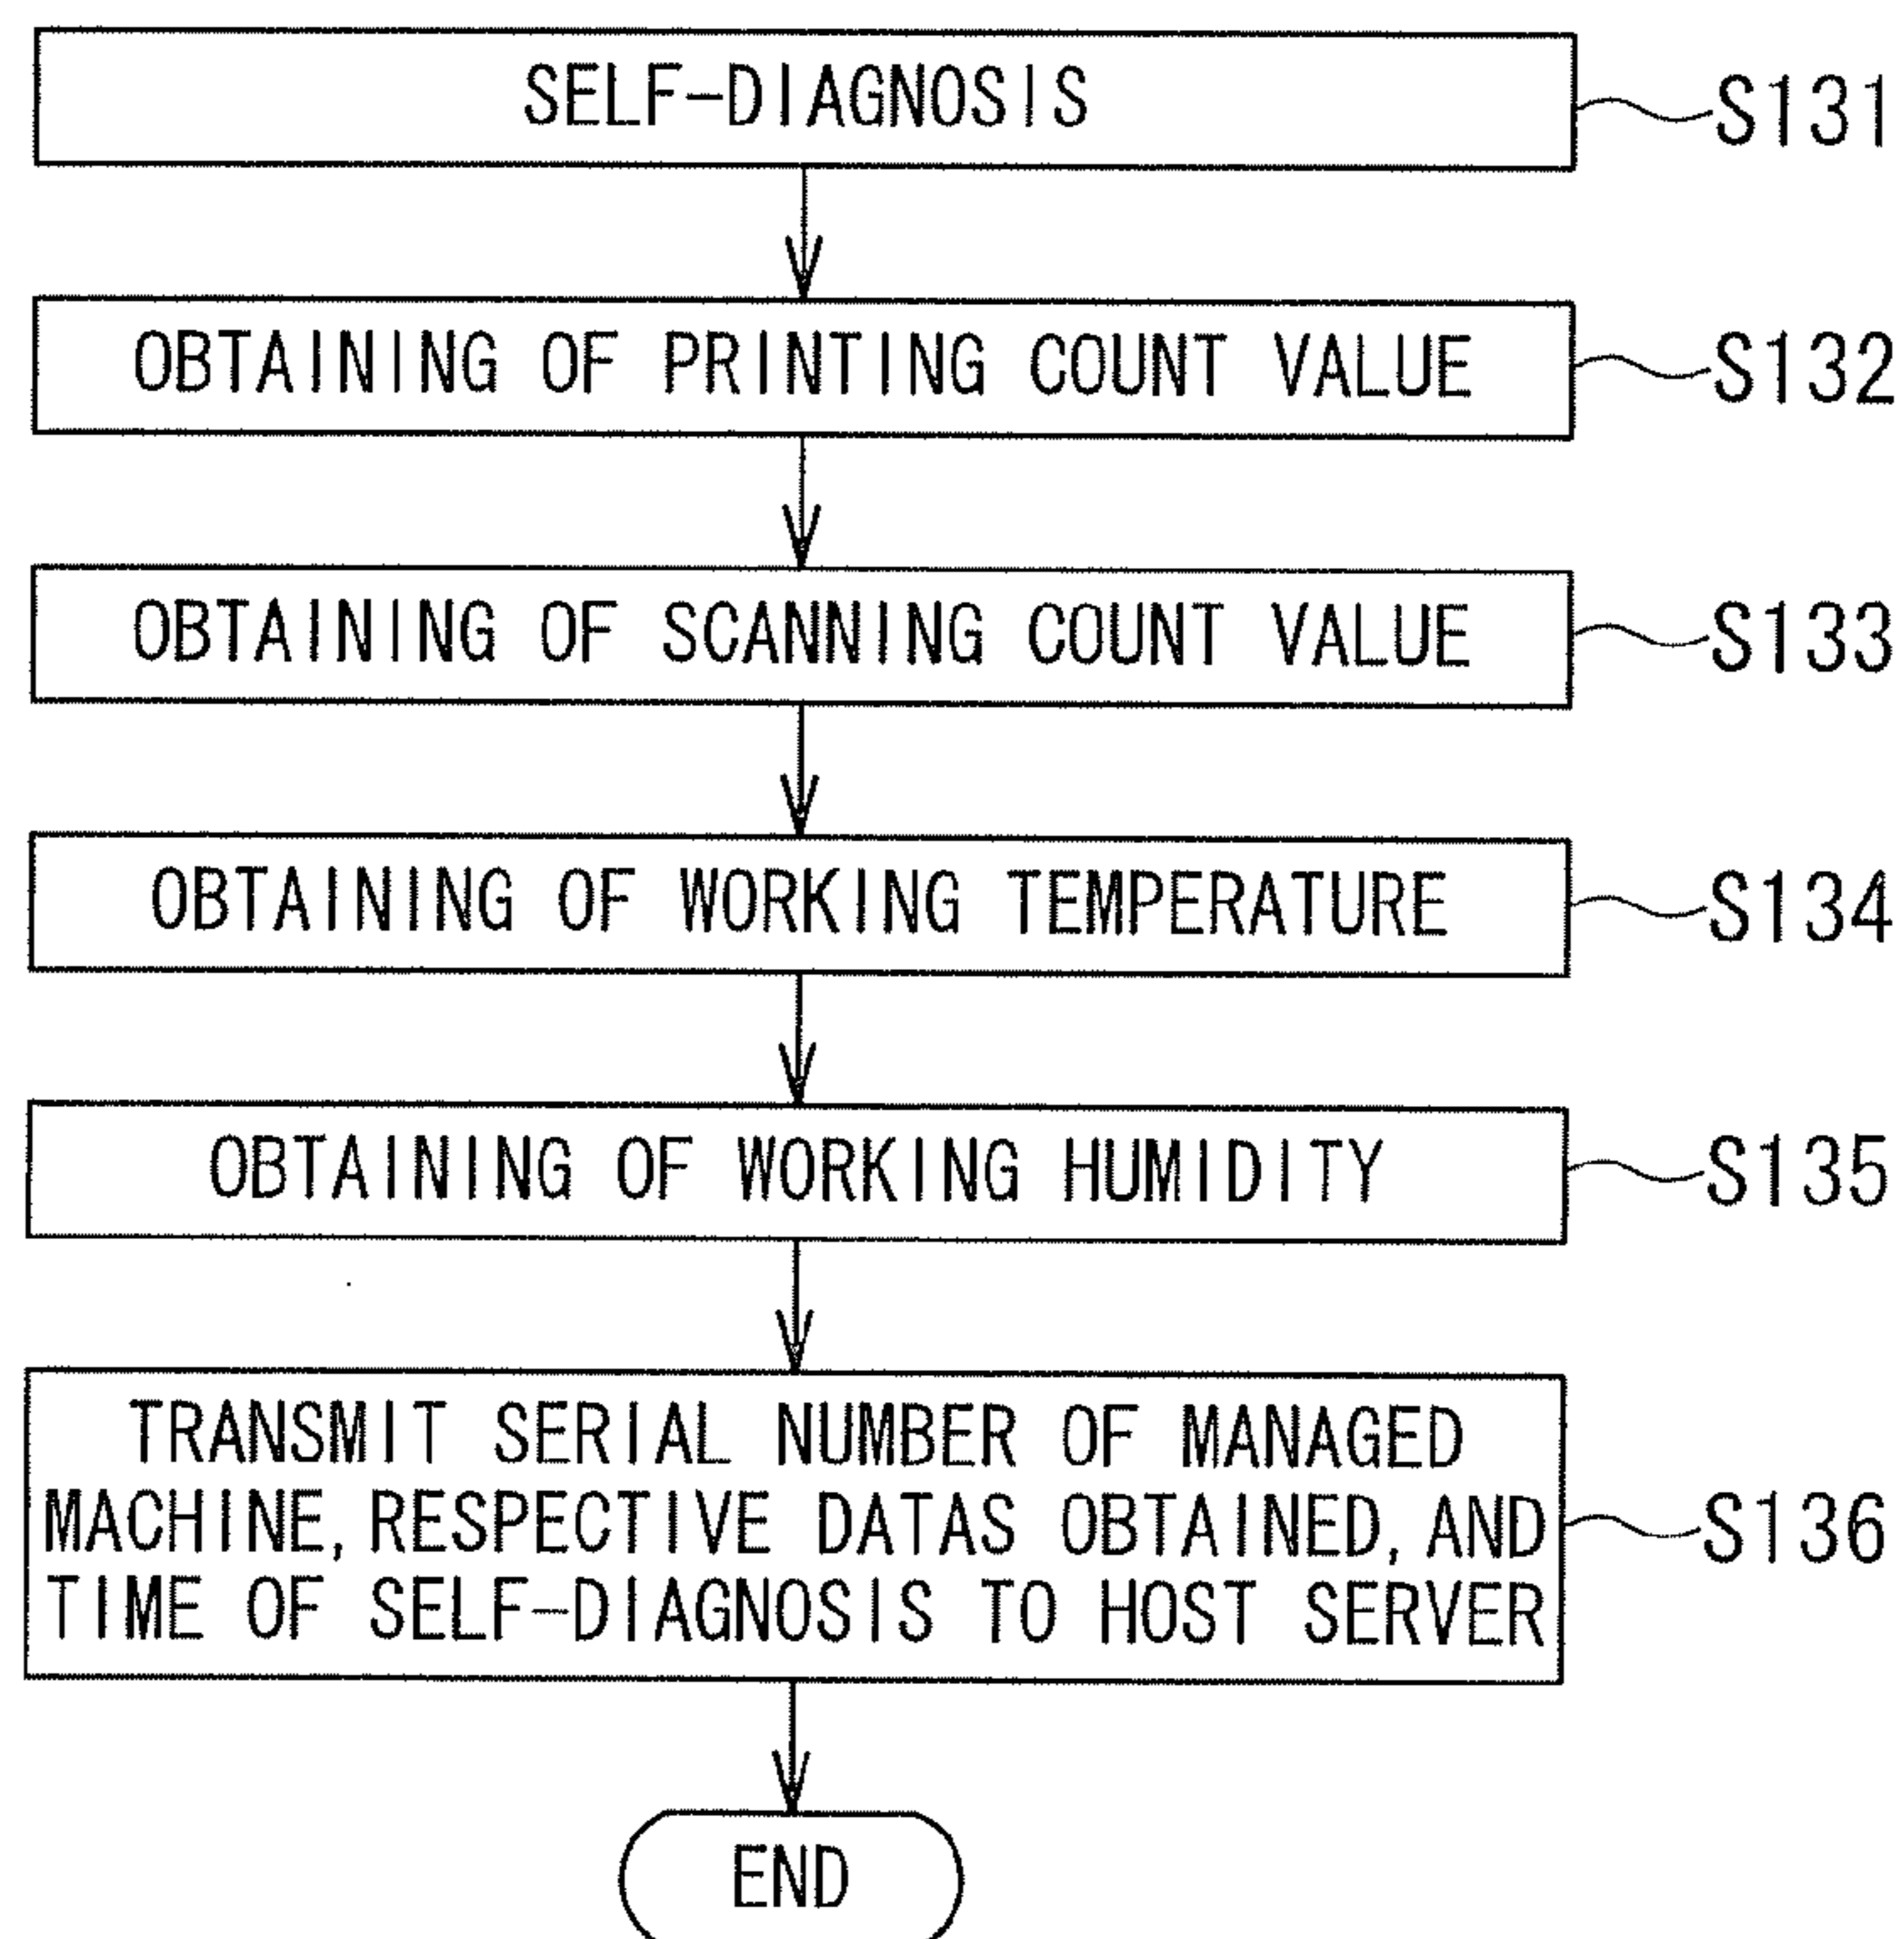 SELF-DIAGNOSIS
S131
OBTAINING OF PRINTING COUNT VALUE
S132
OBTAINING OF SCANNING COUNT VALUE
S133
OBTAINING OF WORKING TEMPERATURE
S134
OBTAINING OF WORKING HUMIDITY
S135
TRANSMIT SERIAL NUMBER OF MANAGED
MACHINE, RESPECTIVE DATAS OBTAINED, AND
TIME OF SELF-DIAGNOSIS TO HOST SERVER
S136
END